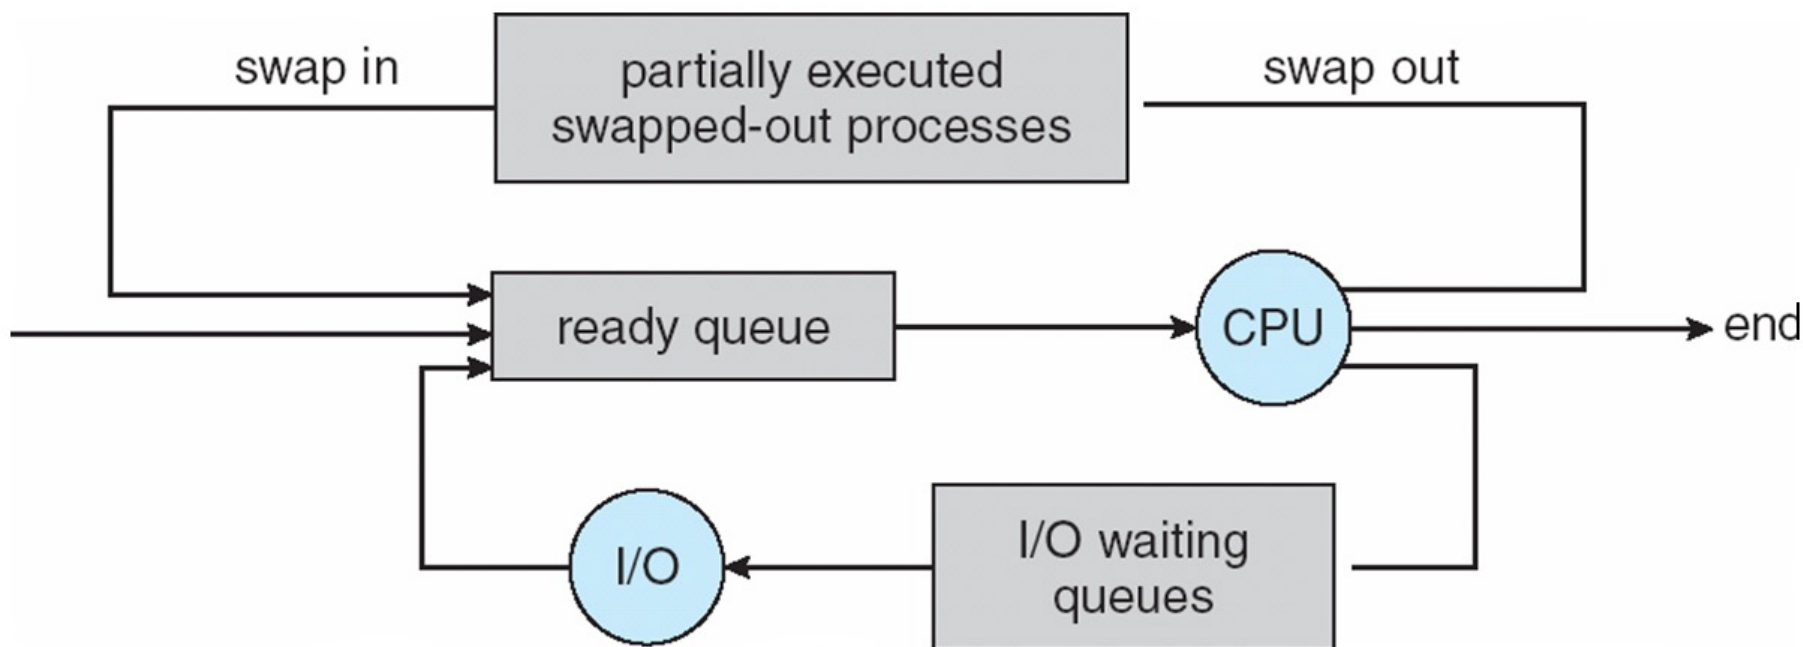 swap in
partially executed
swapped-out processes
swap out
ready queue
CPU
end
I/O
I/O waiting
queues